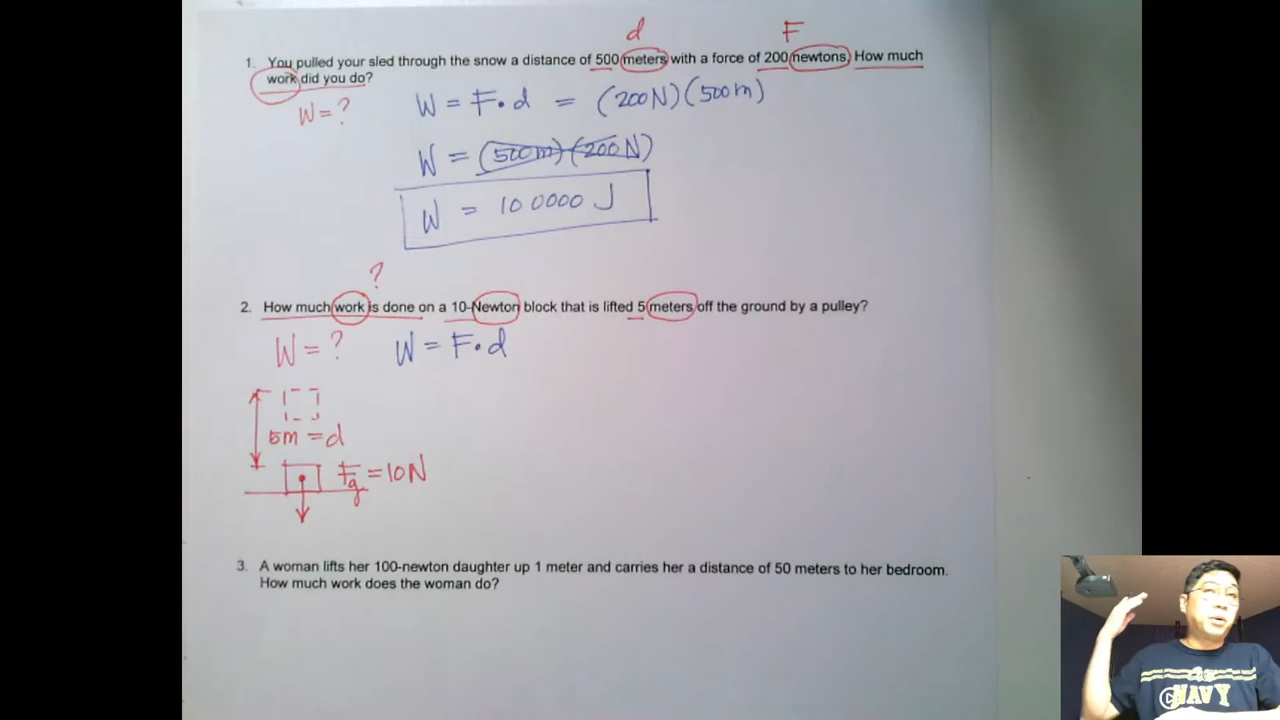 d F
1. You pulled your sled through the snow a distance of 500 meters with a force of 200 newtons. How much
work did you do?
W = ? W = F • d = (200N)(500m)
W = (500m)(200N)
W = 100000 J
?
2. How much work is done on a 10-Newton block that is lifted 5 meters off the ground by a pulley?
W = ? W = F • d
5m = d
Fg = 10N
3. A woman lifts her 100-newton daughter up 1 meter and carries her a distance of 50 meters to her bedroom.
How much work does the woman do?
NAVY